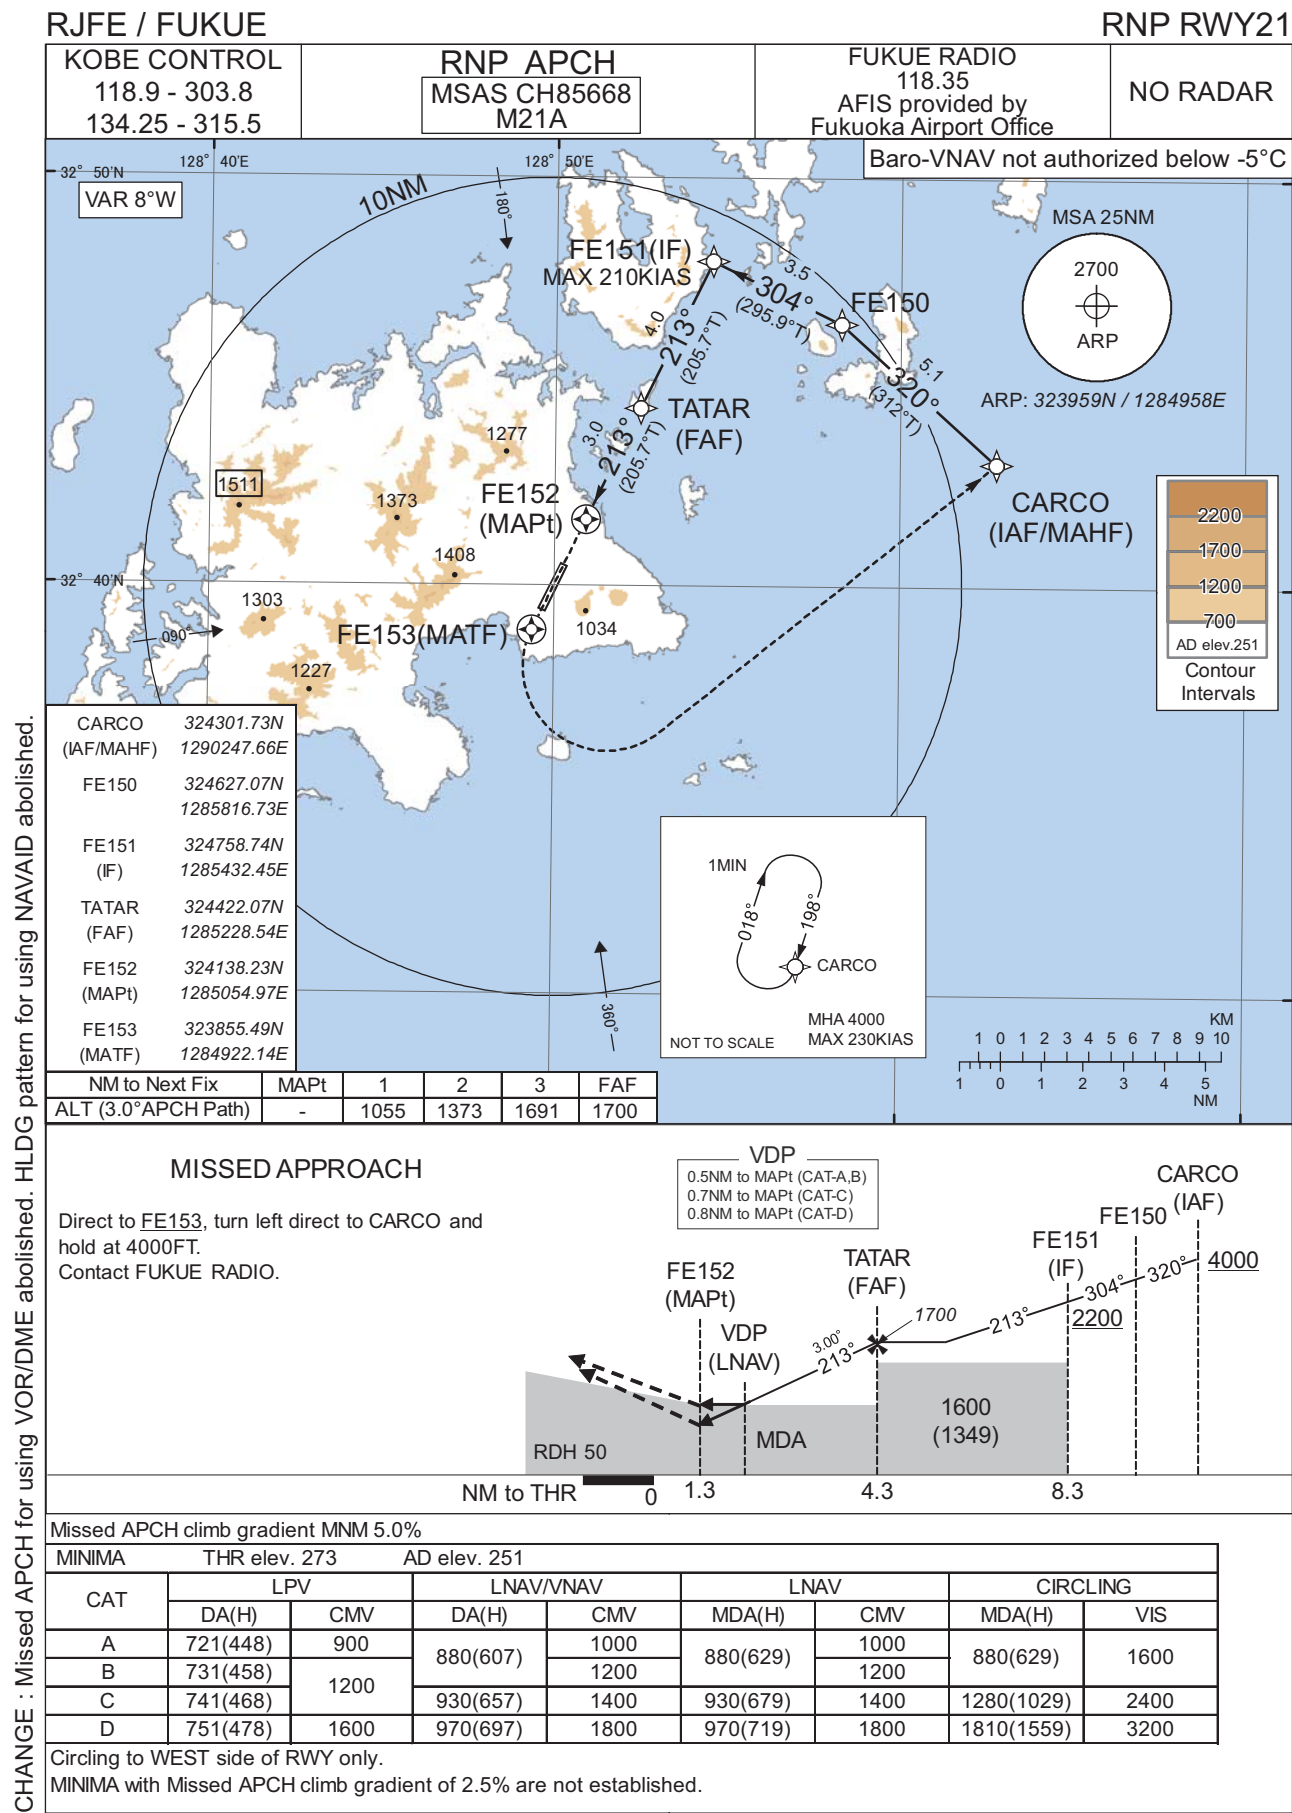 RJFE / FUKUE
RNP RWY21
KOBE CONTROL
118.9 - 303.8
134.25 - 315.5
RNP APCH
MSAS CH85668
M21A
FUKUE RADIO
118.35
AFIS provided by
Fukuoka Airport Office
NO RADAR
128° 40'E
128° 50'E
32° 50'N
Baro-VNAV not authorized below -5°C
VAR 8°W
10NM
180°
MSA 25NM
2700
ARP
ARP: 323959N / 1284958E
FE151(IF)
MAX 210KIAS
3.5
304°
(295.9°T)
FE150
4.0
213°
(205.7°T)
5.1
320°
(312°T)
TATAR
(FAF)
3.0
213°
(205.7°T)
1277
1511
1373
FE152
(MAPt)
CARCO
(IAF/MAHF)
1408
32° 40'N
1303
1034
090°
FE153(MATF)
1227
2200
1700
1200
700
AD elev.251
Contour
Intervals
CARCO 324301.73N
(IAF/MAHF) 1290247.66E
FE150 324627.07N
1285816.73E
FE151 324758.74N
(IF) 1285432.45E
TATAR 324422.07N
(FAF) 1285228.54E
FE152 324138.23N
(MAPt) 1285054.97E
FE153 323855.49N
(MATF) 1284922.14E
360°
1MIN
018°
198°
CARCO
MHA 4000
NOT TO SCALE MAX 230KIAS
KM
1 0 1 2 3 4 5 6 7 8 9 10
1 0 1 2 3 4 5
NM
NM to Next Fix MAPt 1 2 3 FAF
ALT (3.0°APCH Path) - 1055 1373 1691 1700
MISSED APPROACH
Direct to FE153, turn left direct to CARCO and
hold at 4000FT.
Contact FUKUE RADIO.
VDP
0.5NM to MAPt (CAT-A,B)
0.7NM to MAPt (CAT-C)
0.8NM to MAPt (CAT-D)
CARCO
(IAF)
FE150
FE151
(IF)
TATAR
(FAF)
FE152
(MAPt)
VDP
(LNAV)
4000
320°
304°
2200
213°
1700
3.00°
213°
1600
(1349)
MDA
RDH 50
NM to THR 0 1.3 4.3 8.3
Missed APCH climb gradient MNM 5.0%
MINIMA THR elev. 273 AD elev. 251
CAT LPV LNAV/VNAV LNAV CIRCLING
DA(H) CMV DA(H) CMV MDA(H) CMV MDA(H) VIS
A 721(448) 900 880(607) 1000 880(629) 1000 880(629) 1600
B 731(458) 1200 1200 1200
C 741(468) 930(657) 1400 930(679) 1400 1280(1029) 2400
D 751(478) 1600 970(697) 1800 970(719) 1800 1810(1559) 3200
Circling to WEST side of RWY only.
MINIMA with Missed APCH climb gradient of 2.5% are not established.
CHANGE : Missed APCH for using VOR/DME abolished. HLDG pattern for using NAVAID abolished.